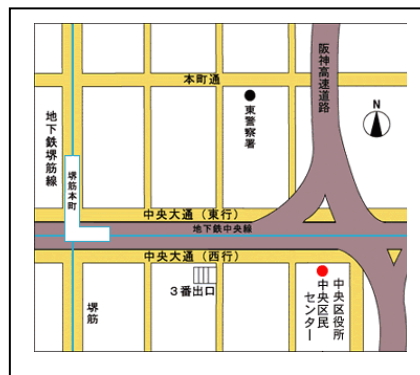 本町通
阪神高速道路
N
東警察署
地下鉄堺筋線
堺筋本町
中央大通（東行）
地下鉄中央線
中央大通（西行）
3番出口
堺筋
中央区役所
中央区民
センター